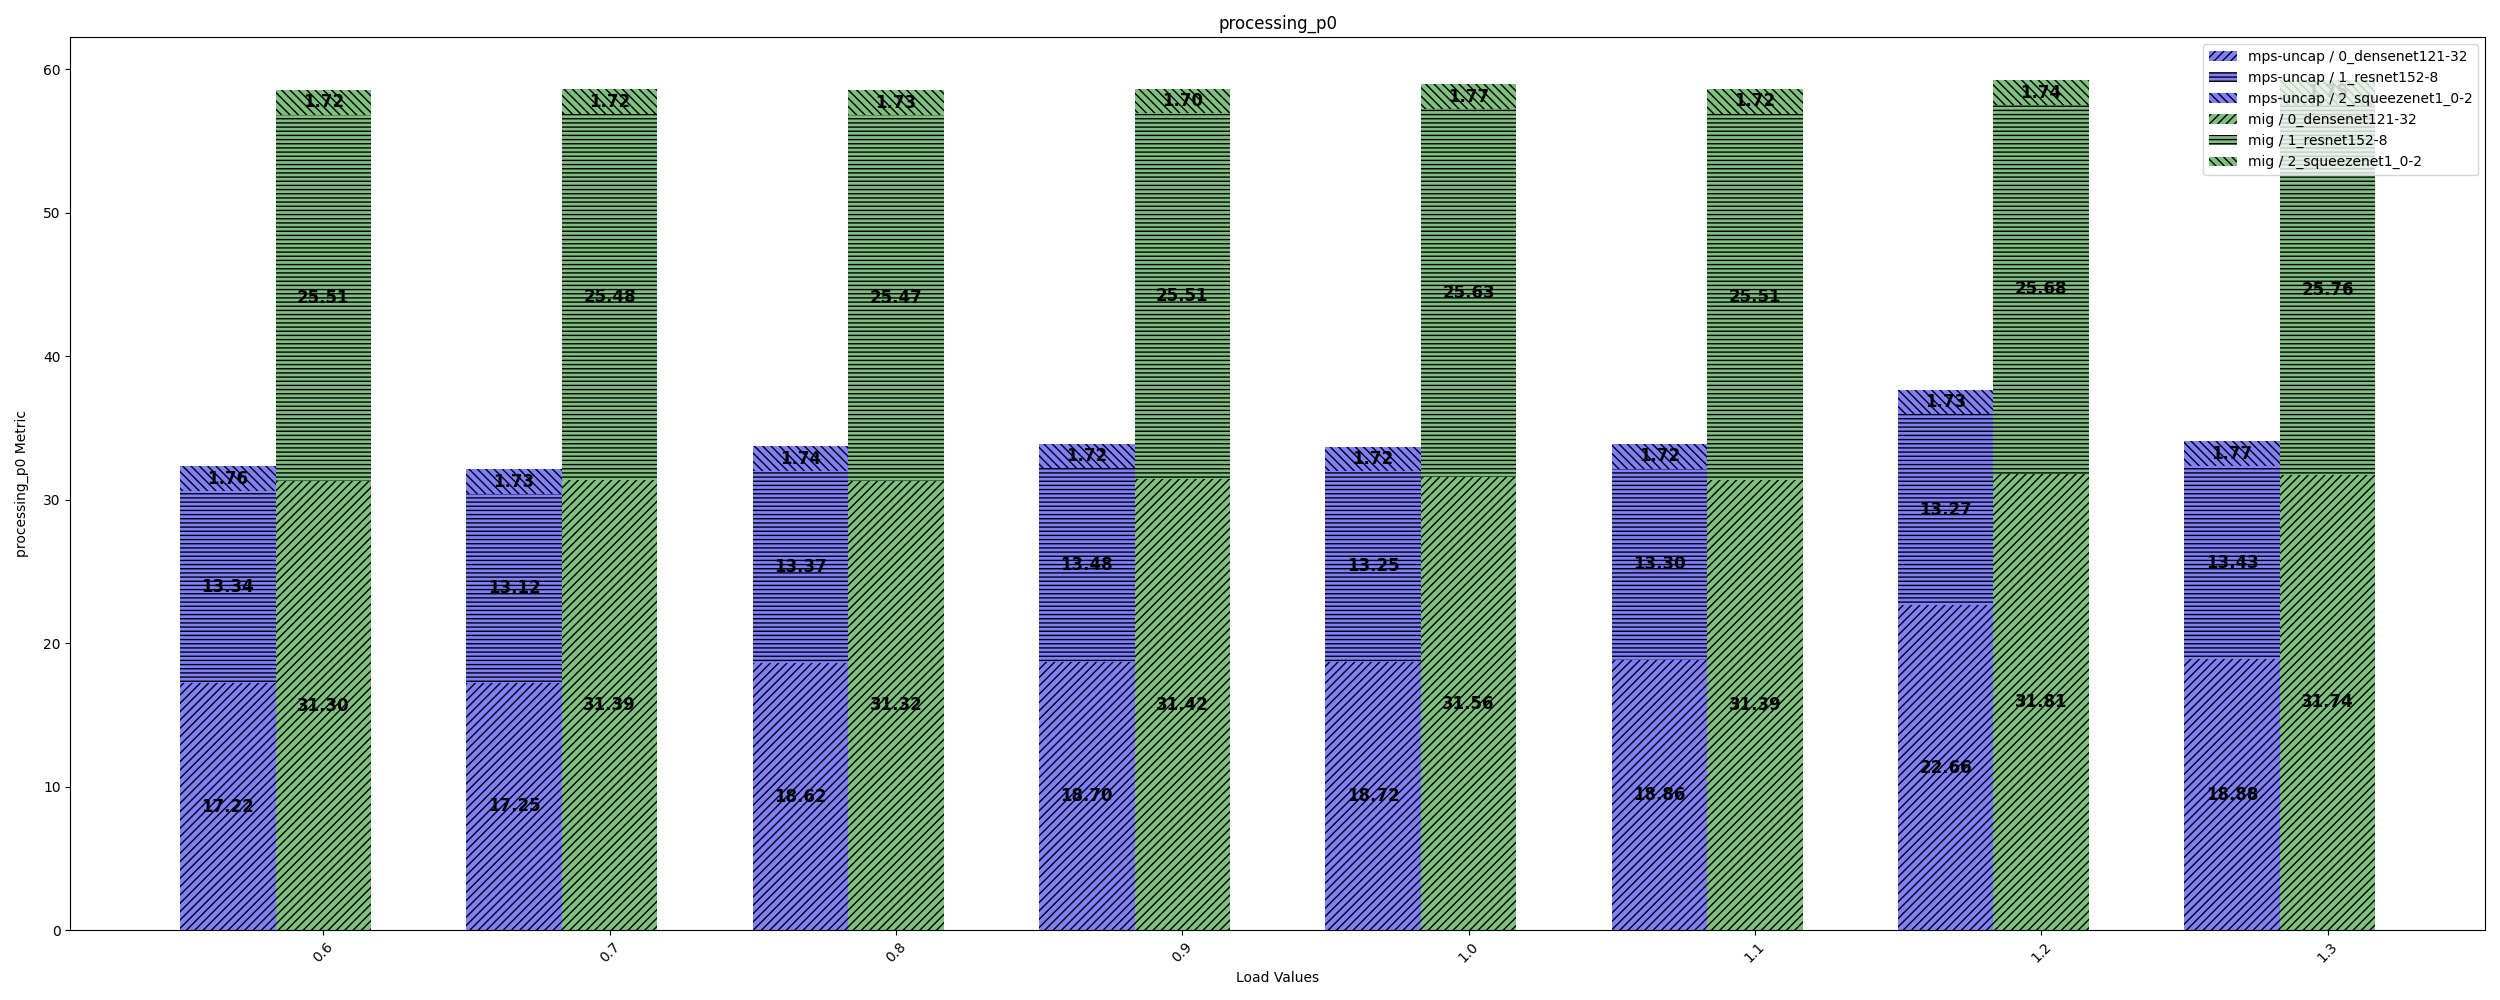 processing_p0
mps-uncap / 0_densenet121-32
mps-uncap / 1_resnet152-8
mps-uncap / 2_squeezenet1_0-2
mig / 0_densenet121-32
mig / 1_resnet152-8
mig / 2_squeezenet1_0-2
processing_p0 Metric
60
50
40
30
20
10
0
1.72 1.72 1.73 1.70 1.77 1.72 1.74
25.51 25.48 25.47 25.51 25.63 25.51 25.68 25.76
1.76 1.73 1.74 1.72 1.72 1.72 1.73 1.77
13.34 13.12 13.37 13.48 13.25 13.30 13.27 13.43
31.30 31.39 31.32 31.42 31.56 31.39 31.81 31.74
17.22 17.25 18.62 18.70 18.72 18.86 22.66 18.88
0.6 0.7 0.8 0.9 1.0 1.1 1.2 1.3
Load Values